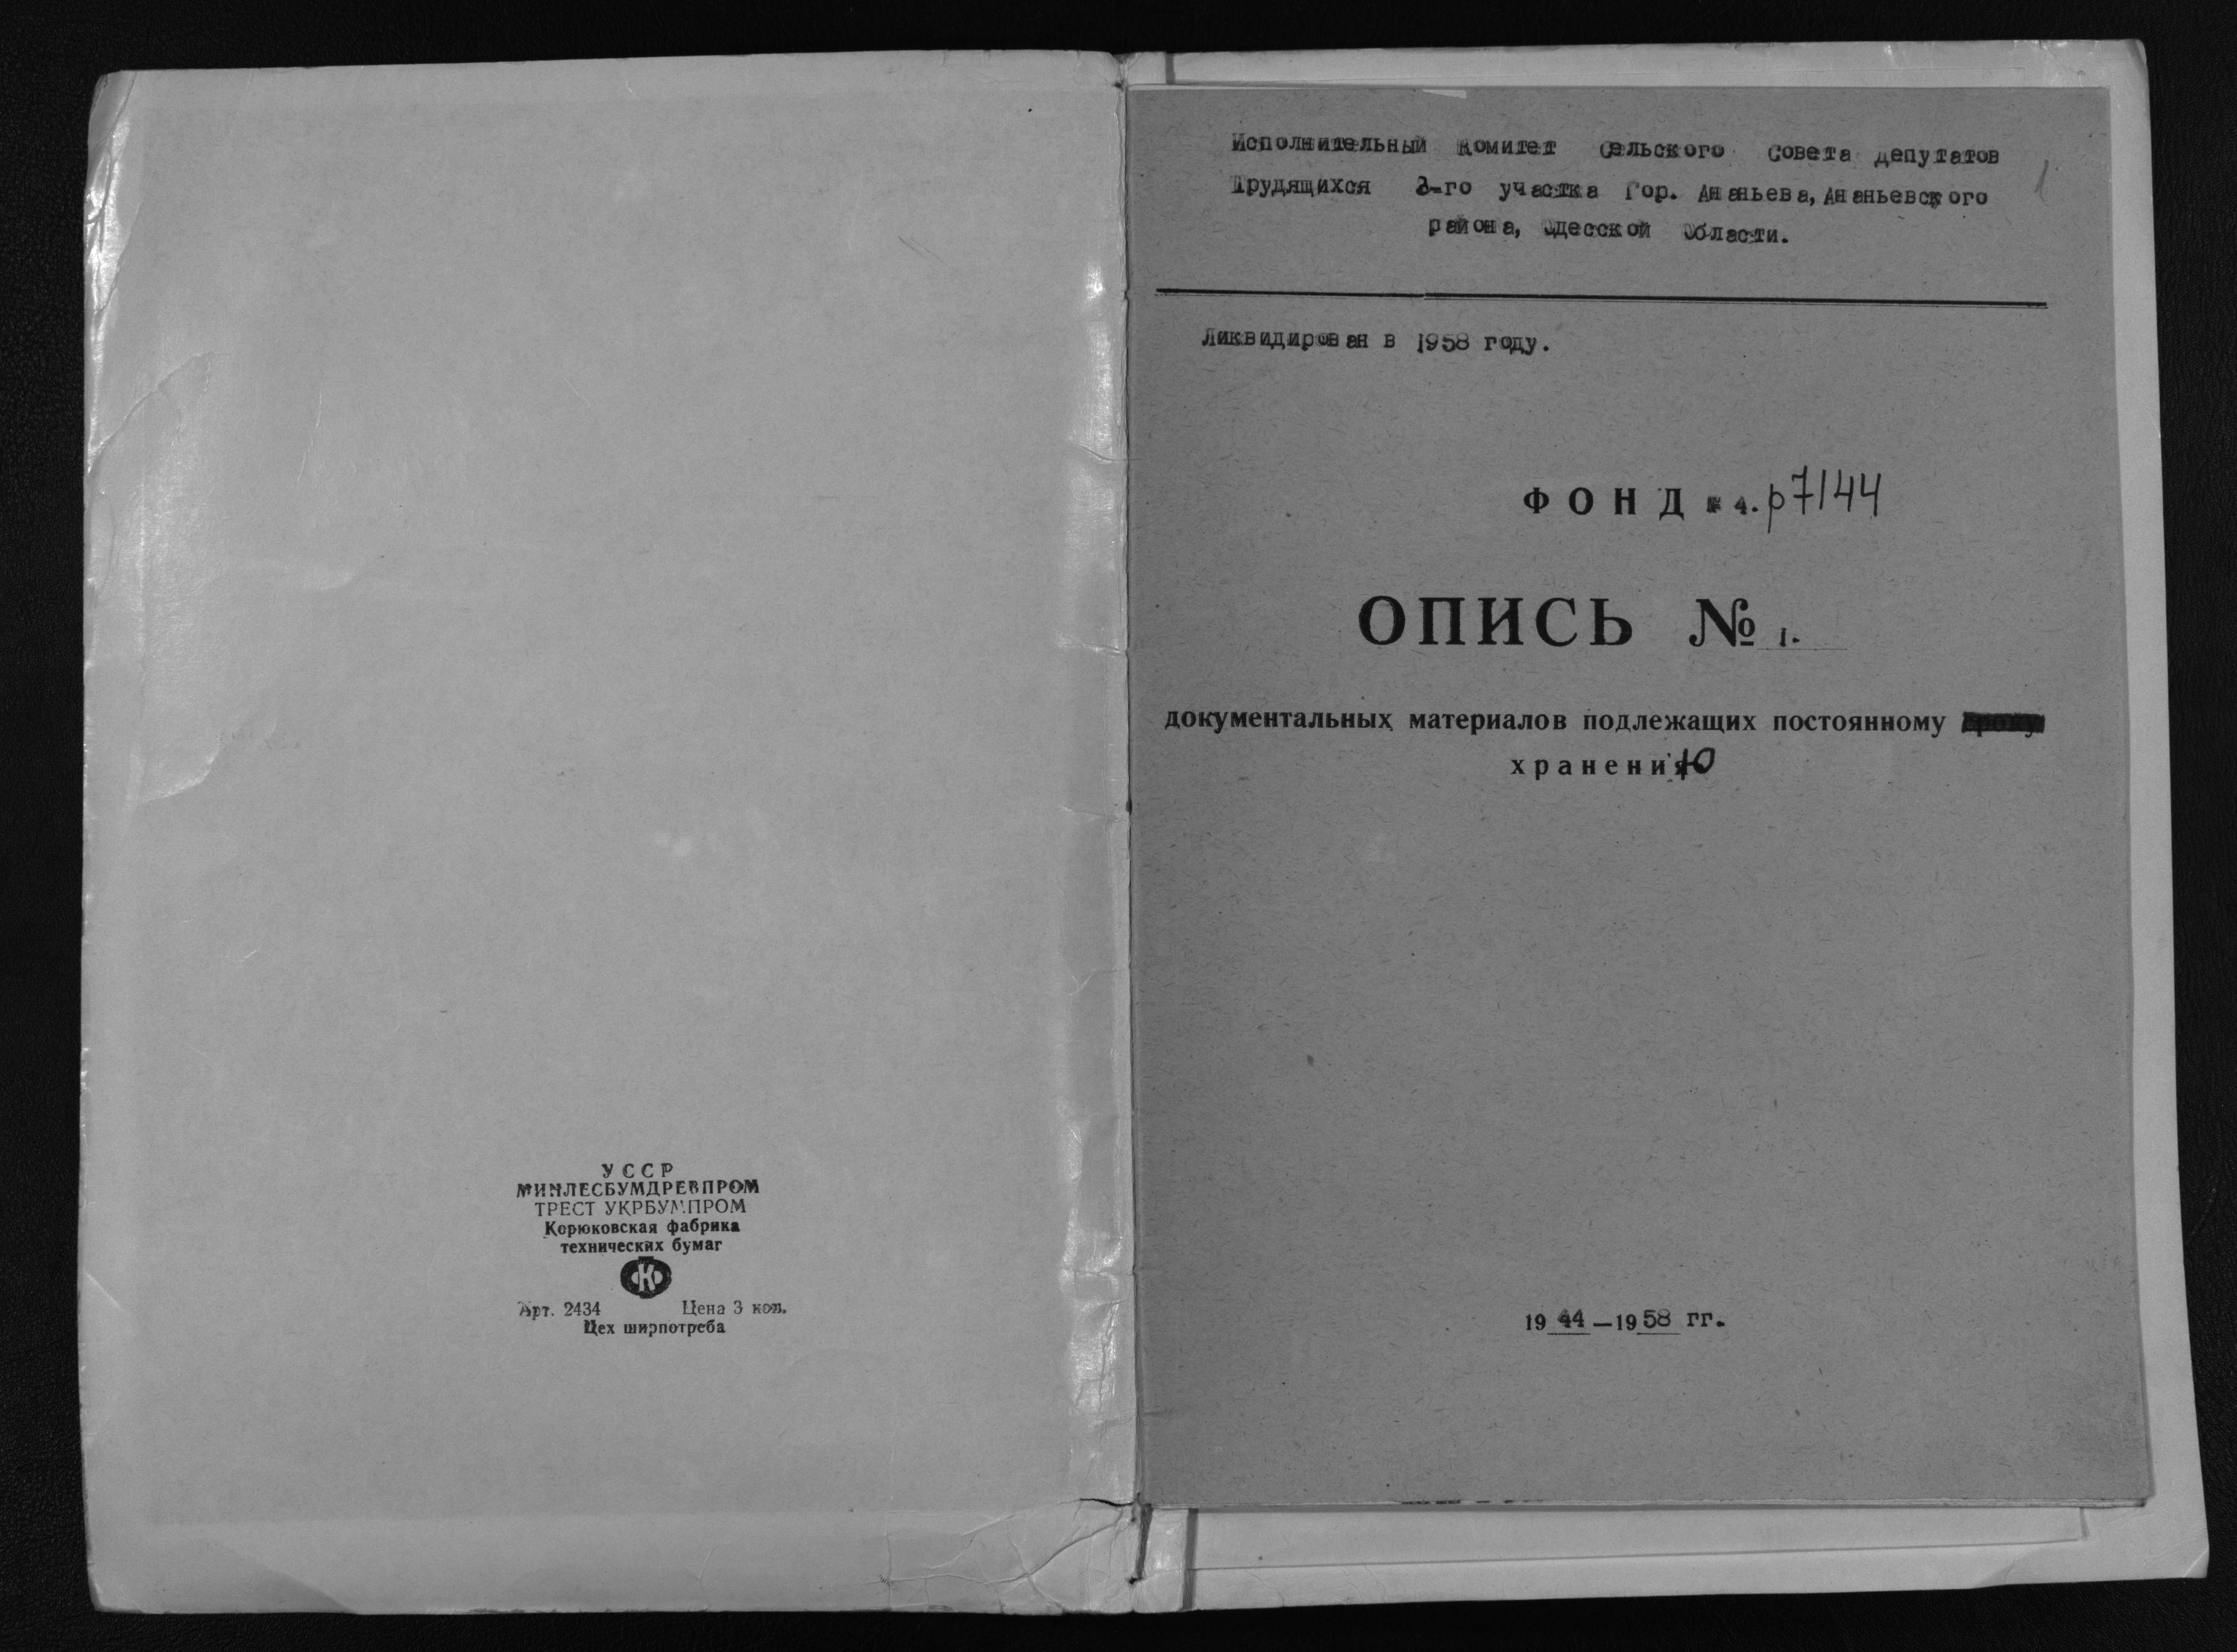 УССР
МИНЛЕСБУМДРЕВПРОМ
ТРЕСТ УКРБУМПРОМ
Корюковская фабрика
технических бумаг
К
Арт. 2434 Цена 3 коп.
Цех ширпотреба
Исполнительный Комитет Сельского Совета Депутатов
Трудящихся -го участка Гор. Ананьева, Ананьевского
района, Одесской Области.
1
Ликвидирован в 1958 году.
ФОНД № 4. р7144
ОПИСЬ № 1.
документальных материалов подлежащих постоянному
хранению
1944—1958 гг.